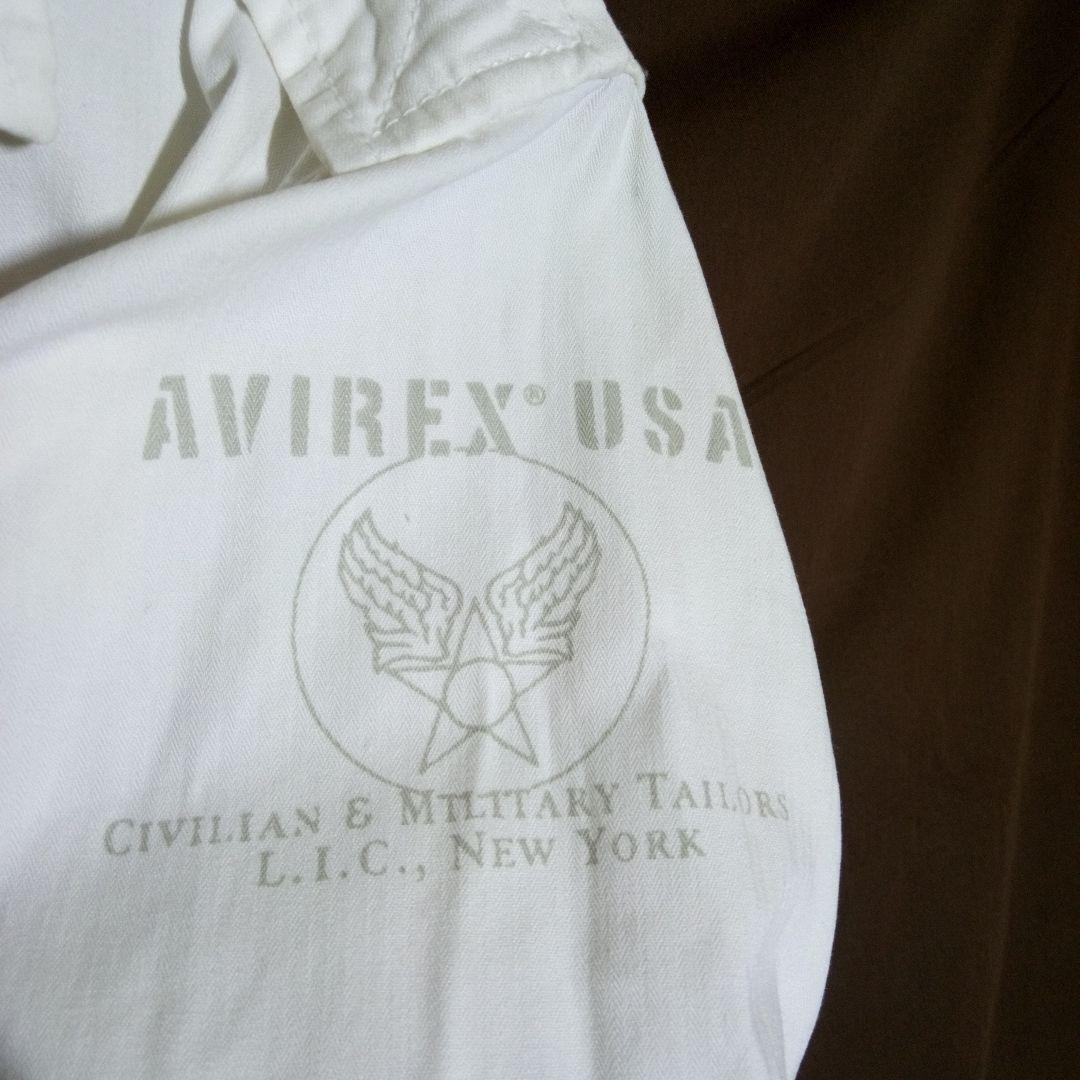 AVIREX® USA
CIVILIAN & MILITARY TAILORS
L.I.C., NEW YORK